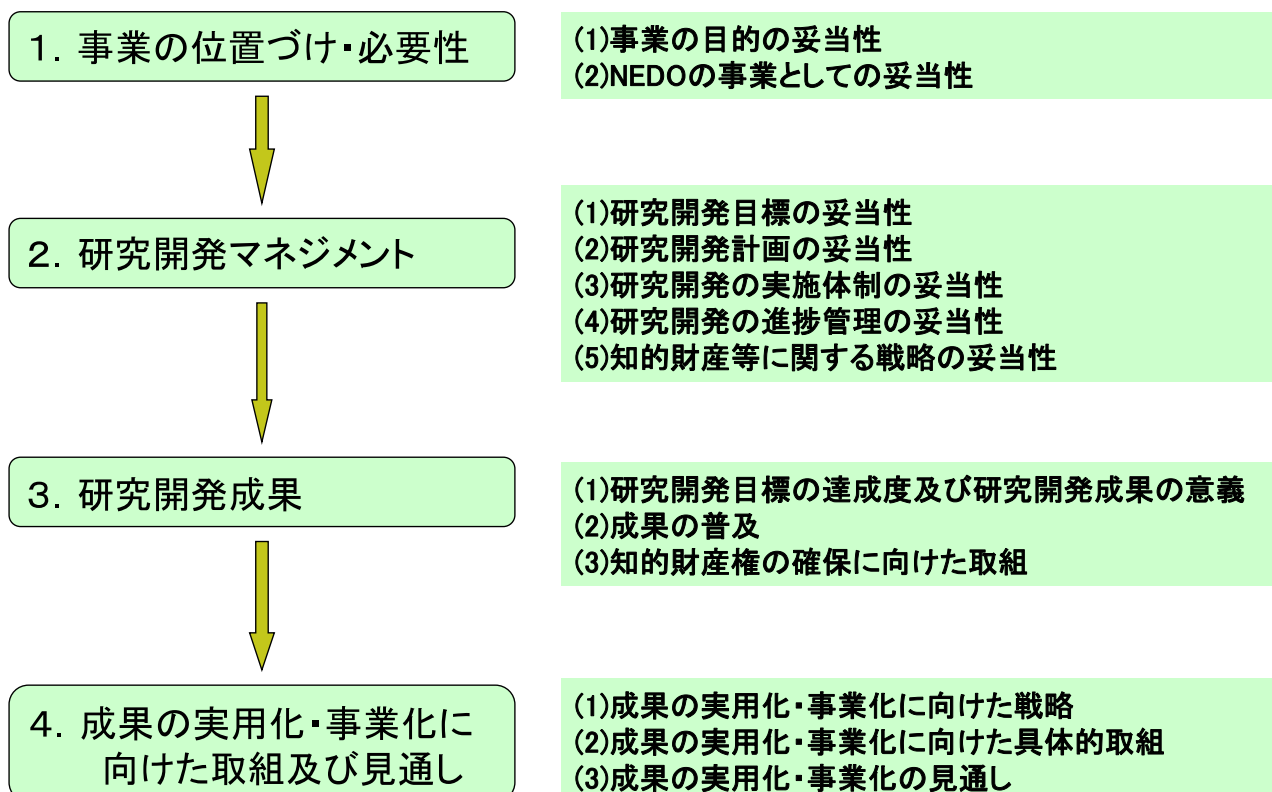 １．事業の位置づけ・必要性
(1)事業の目的の妥当性
(2)NEDOの事業としての妥当性
２．研究開発マネジメント
(1)研究開発目標の妥当性
(2)研究開発計画の妥当性
(3)研究開発の実施体制の妥当性
(4)研究開発の進捗管理の妥当性
(5)知的財産等に関する戦略の妥当性
３．研究開発成果
(1)研究開発目標の達成度及び研究開発成果の意義
(2)成果の普及
(3)知的財産権の確保に向けた取組
４．成果の実用化・事業化に
向けた取組及び見通し
(1)成果の実用化・事業化に向けた戦略
(2)成果の実用化・事業化に向けた具体的取組
(3)成果の実用化・事業化の見通し